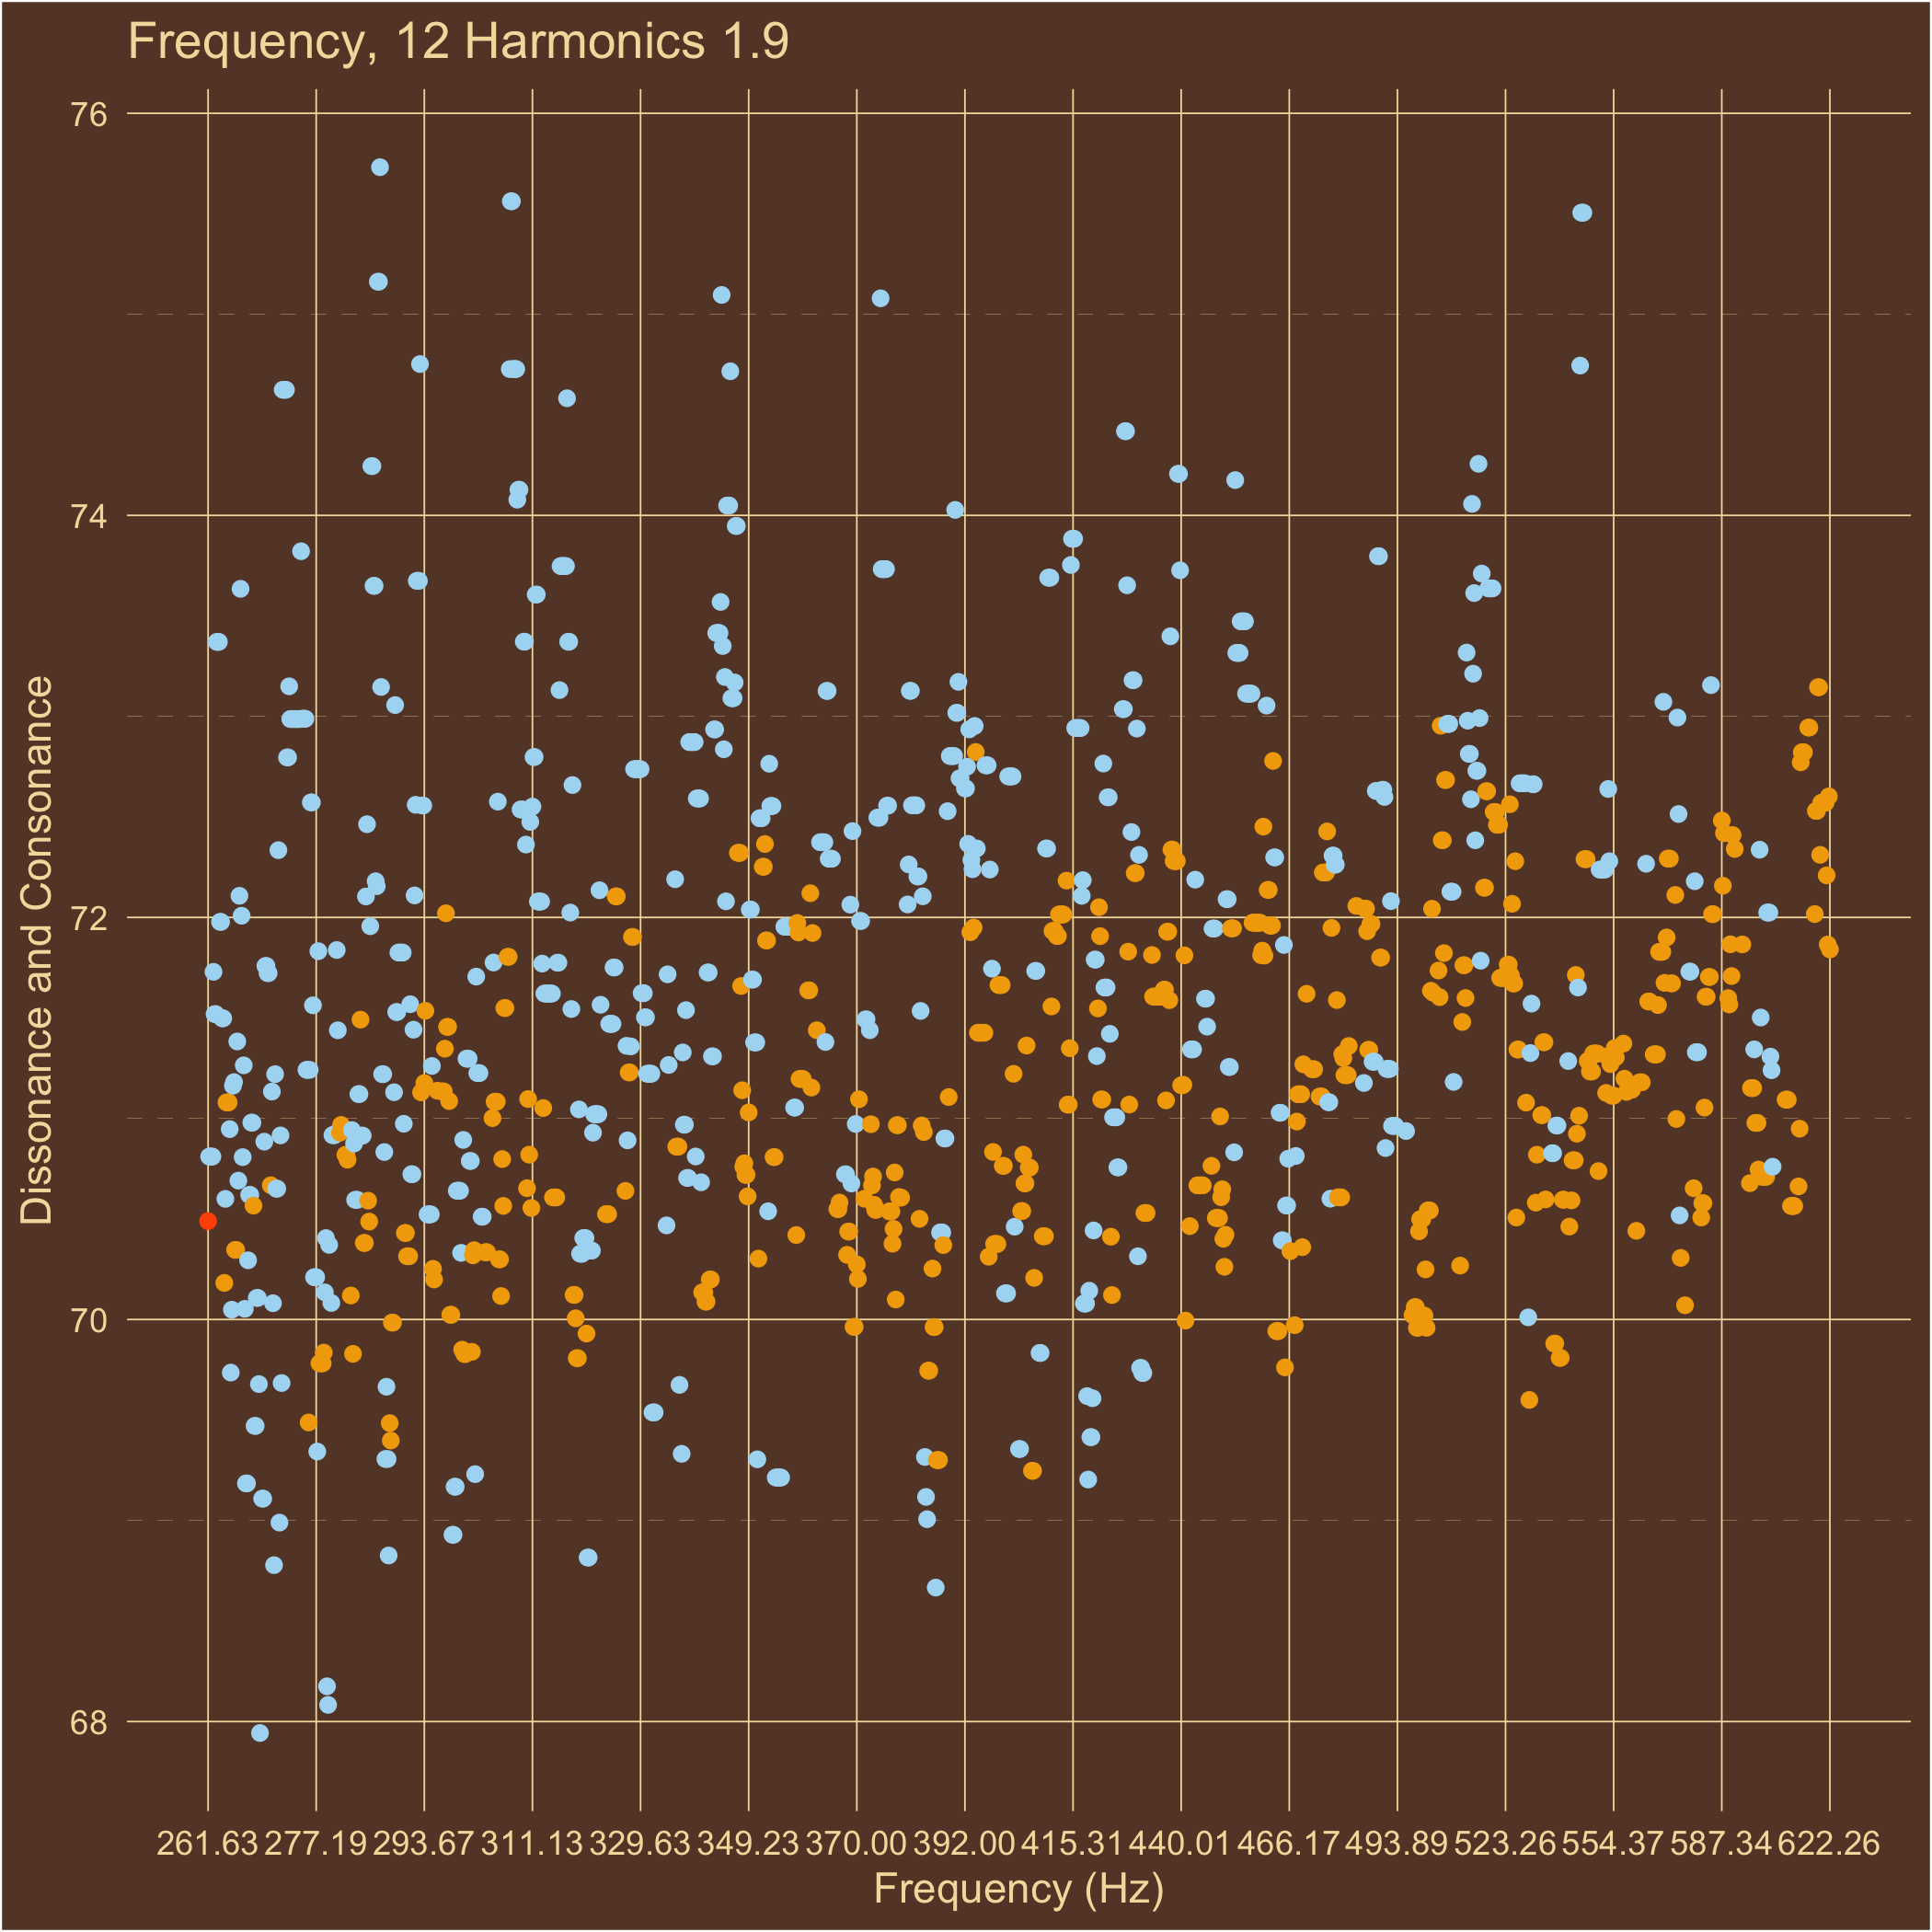 Frequency, 12 Harmonics 1.9
76
74
72
70
68
Dissonance and Consonance
261.63 277.19 293.67 311.13 329.63 349.23 370.00 392.00 415.31 440.01 466.17 493.89 523.26 554.37 587.34 622.26
Frequency (Hz)